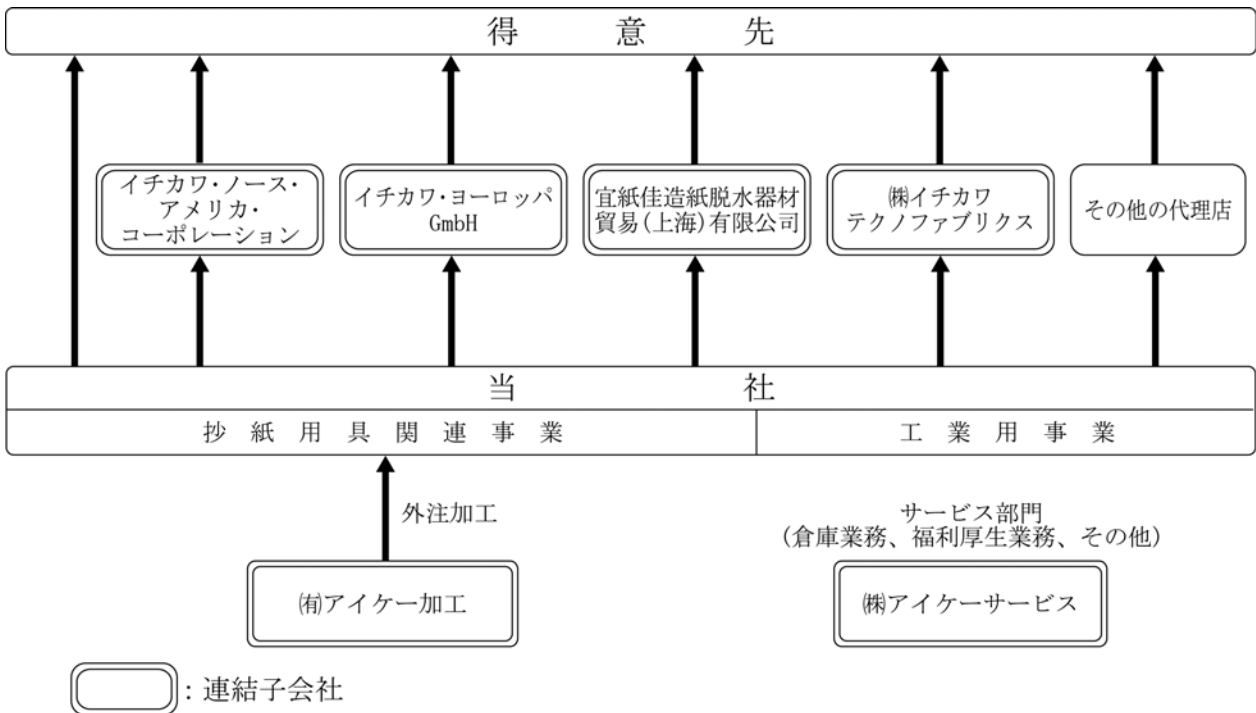 得意先
イチカワ・ノース・
アメリカ・
コーポレーション
イチカワ・ヨーロッパ
GmbH
宜紙佳造紙脱水器材
貿易(上海)有限公司
㈱イチカワ
テクノファブリクス
その他の代理店
当社
抄紙用具関連事業
工業用事業
外注加工
サービス部門
(倉庫業務、福利厚生業務、その他)
㈲アイケー加工
㈱アイケーサービス
：連結子会社